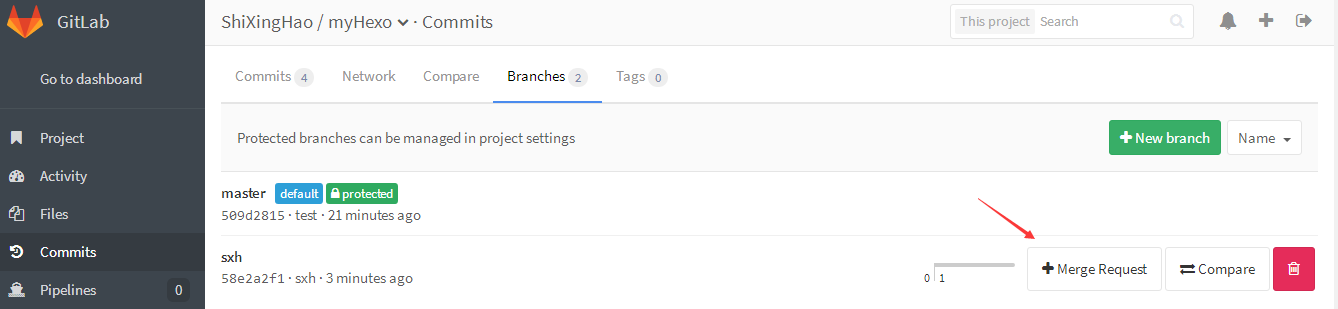 GitLab
ShiXingHao / myHexo · Commits
This project Search
Go to dashboard
Commits 4 Network Compare Branches 2 Tags 0
Project
Protected branches can be managed in project settings
New branch
Name
Activity
master default protected
509d2815 · test · 21 minutes ago
Files
Commits
sxh
58e2a2f1 · sxh · 3 minutes ago
0 1
Merge Request
Compare
Pipelines 0